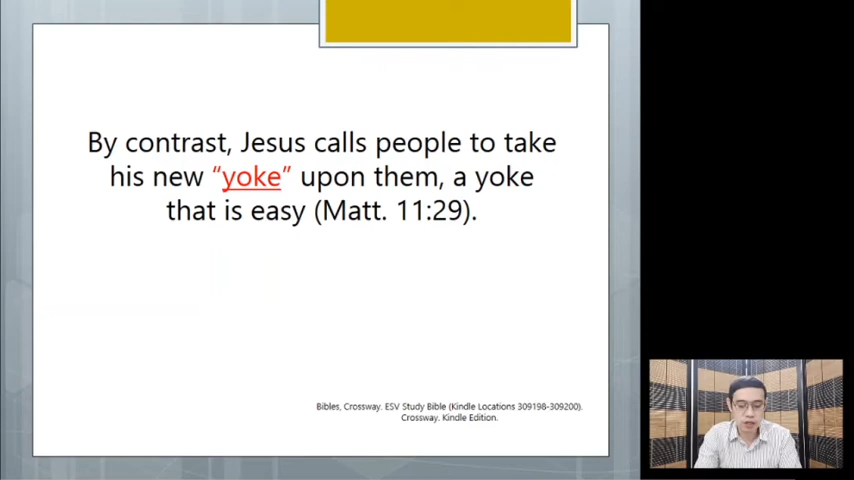 By contrast, Jesus calls people to take
his new “yoke” upon them, a yoke
that is easy (Matt. 11:29).
Bibles, Crossway. ESV Study Bible (Kindle Locations 309198-309200).
Crossway. Kindle Edition.